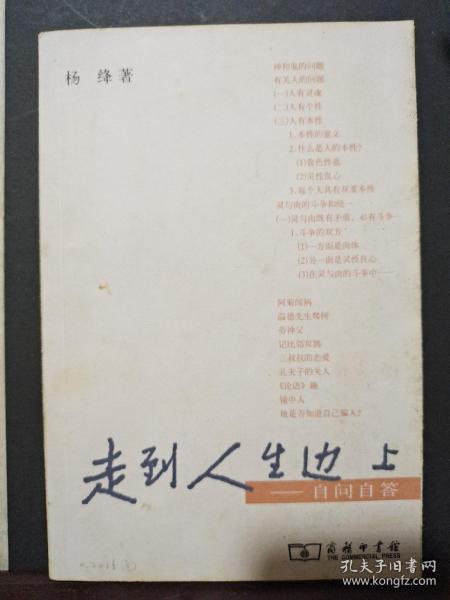 杨 绛 著
神和鬼的问题
有关人的问题
(一)人有灵魂
(二)人有个性
(三)人有本性
1.本性的意义
2.什么是人的本性?
(1)食色性也
(2)灵性良心
3.每个人具有双重本性
灵与肉的斗争和统一
(一)灵与肉既有矛盾,必有斗争
1.斗争的双方
(1)一方面是肉体
(2)另一面是灵性良心
(3)在灵与肉的斗争中——
阿菊闯祸
温德先生爬树
劳神父
记比邻双鹊
三叔叔的恋爱
孔夫子的夫人
《论语》趣
镜中人
他是否知道自己骗人?
走到人生边上
——自问自答
商務印書館
THE COMMERCIAL PRESS
孔夫子旧书网
www.kongfz.com